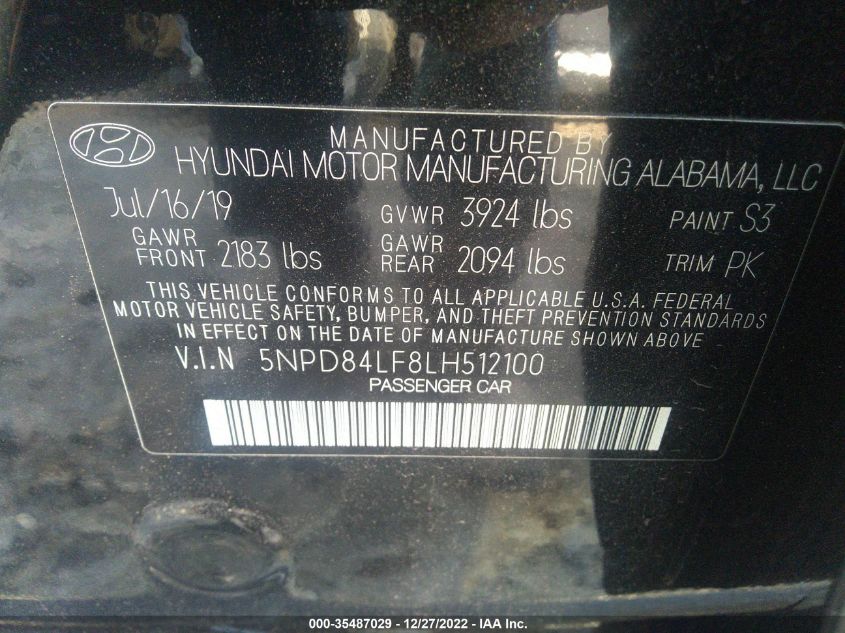 MANUFACTURED BY
HYUNDAI MOTOR MANUFACTURING ALABAMA, LLC
Jul/16/19 GVWR 3924 lbs PAINT S3
GAWR FRONT 2183 lbs GAWR REAR 2094 lbs TRIM PK
THIS VEHICLE CONFORMS TO ALL APPLICABLE U.S.A. FEDERAL
MOTOR VEHICLE SAFETY, BUMPER, AND THEFT PREVENTION STANDARDS
IN EFFECT ON THE DATE OF MANUFACTURE SHOWN ABOVE.
V.I.N 5NPD84LF8LH512100
PASSENGER CAR
000-35487029 - 12/27/2022 - IAA Inc.